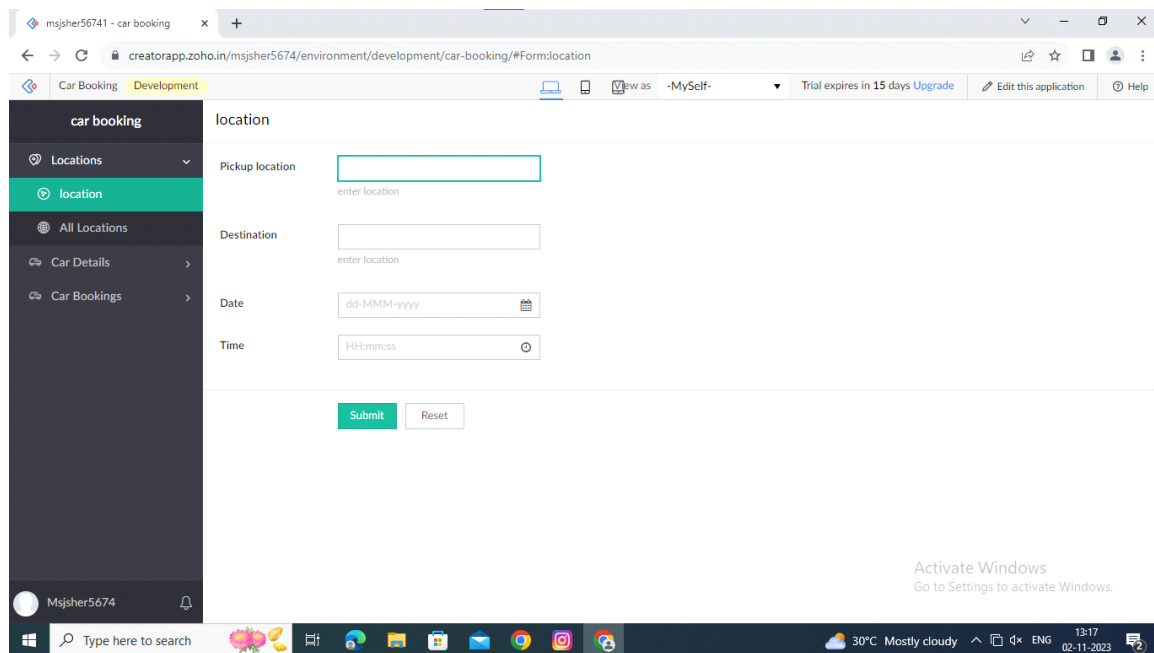 msjsher56741 - car booking
creatorapp.zoho.in/msjsher5674/environment/development/car-booking/#Form:location
Car Booking Development View as -MySelf- Trial expires in 15 days Upgrade Edit this application Help
car booking
location
Locations
location
All Locations
Car Details
Car Bookings
Pickup location
enter location
Destination
enter location
Date dd-MMM-yyyy
Time HH:mm:ss
Submit Reset
Activate Windows
Go to Settings to activate Windows.
Msjsher5674
Type here to search
30°C Mostly cloudy ENG
13:17
02-11-2023
2